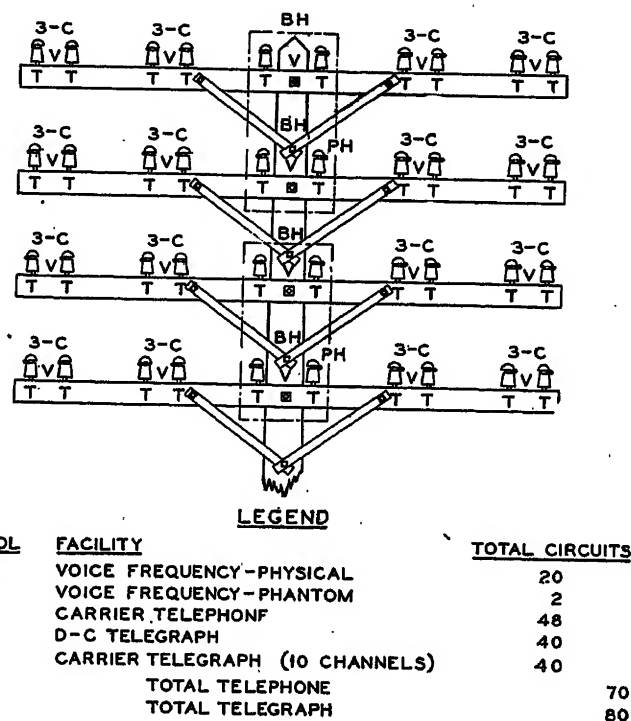 BH
3-C 3-C 3-C 3-C
V V V V V
T T T T T T T T T T
BH
3-C 3-C PH 3-C 3-C
V V V V
T T T T T T T T T T
BH
3-C 3-C 3-C 3-C
V V V V
T T T T T T T T T T
BH
3-C 3-C PH 3-C 3-C
V V V V
T T T T T T T T T T
LEGEND
OL FACILITY TOTAL CIRCUITS
VOICE FREQUENCY-PHYSICAL 20
VOICE FREQUENCY-PHANTOM 2
CARRIER TELEPHONF 48
D-C TELEGRAPH 40
CARRIER TELEGRAPH (10 CHANNELS) 40
TOTAL TELEPHONE 70
TOTAL TELEGRAPH 80